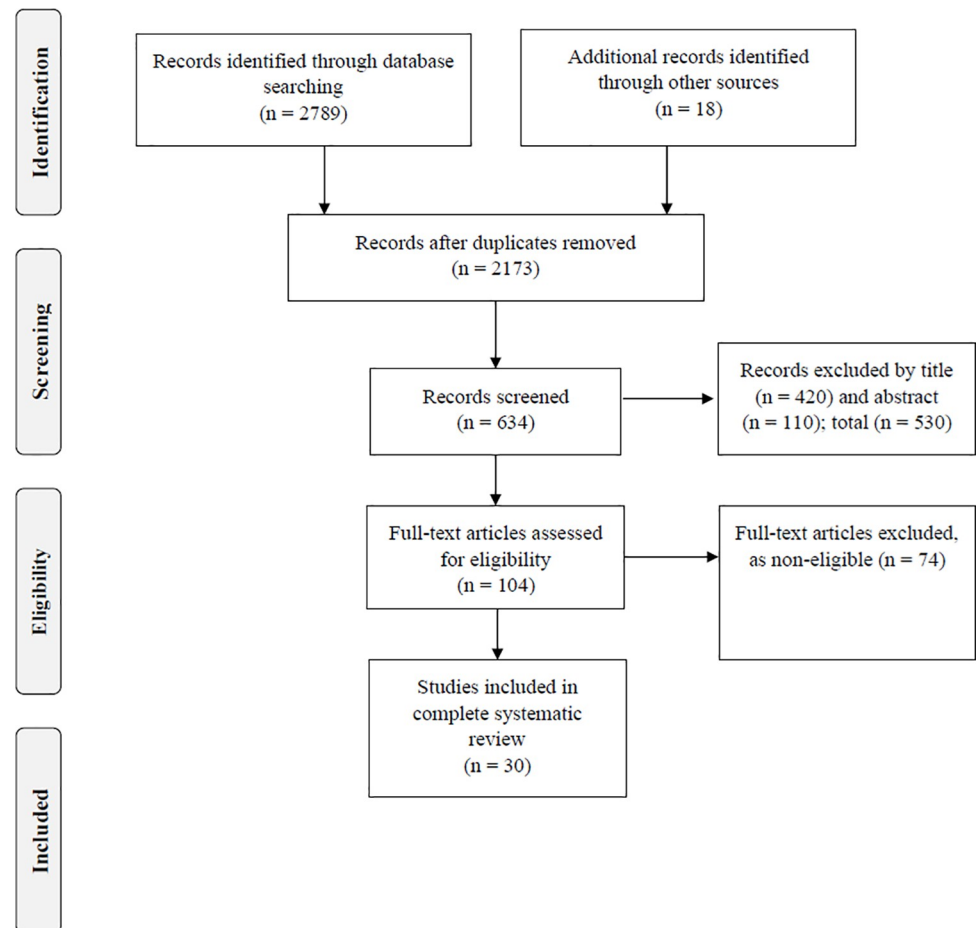 Identification
Records identified through database
searching
(n = 2789)
Additional records identified
through other sources
(n = 18)
Records after duplicates removed
(n = 2173)
Screening
Records screened
(n = 634)
Records excluded by title
(n = 420) and abstract
(n = 110); total (n = 530)
Eligibility
Full-text articles assessed
for eligibility
(n = 104)
Full-text articles excluded,
as non-eligible (n = 74)
Studies included in
complete systematic
review
(n = 30)
Included